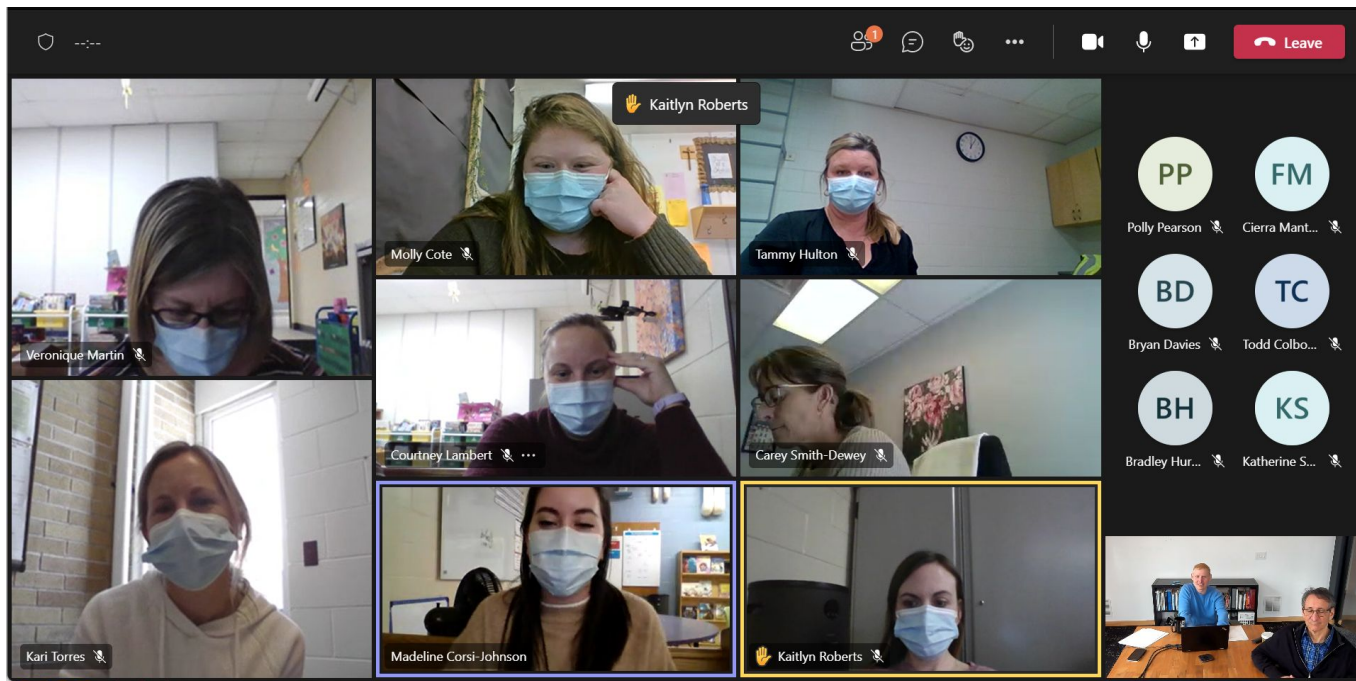 --:--
1
Leave
Kaitlyn Roberts
Veronique Martin
Molly Cote
Tammy Hulton
Courtney Lambert
Carey Smith-Dewey
Kari Torres
Madeline Corsi-Johnson
Kaitlyn Roberts
PP
FM
Polly Pearson
Cierra Mant...
BD
TC
Bryan Davies
Todd Colbo...
BH
KS
Bradley Hur...
Katherine S...